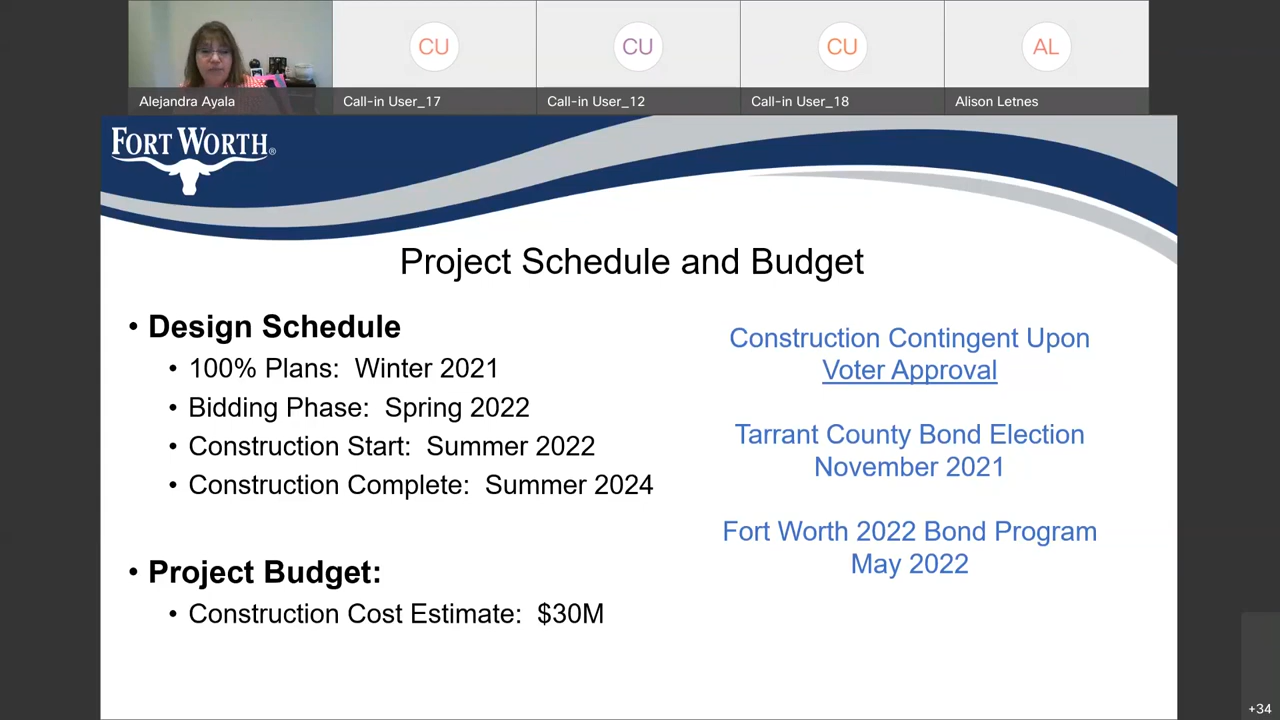 CU
CU
CU
AL
Alejandra Ayala
Call-in User_17
Call-in User_12
Call-in User_18
Alison Letnes
FORT WORTH®
Project Schedule and Budget
• Design Schedule
• 100% Plans: Winter 2021
• Bidding Phase: Spring 2022
• Construction Start: Summer 2022
• Construction Complete: Summer 2024
• Project Budget:
• Construction Cost Estimate: $30M
Construction Contingent Upon
Voter Approval
Tarrant County Bond Election
November 2021
Fort Worth 2022 Bond Program
May 2022
+34